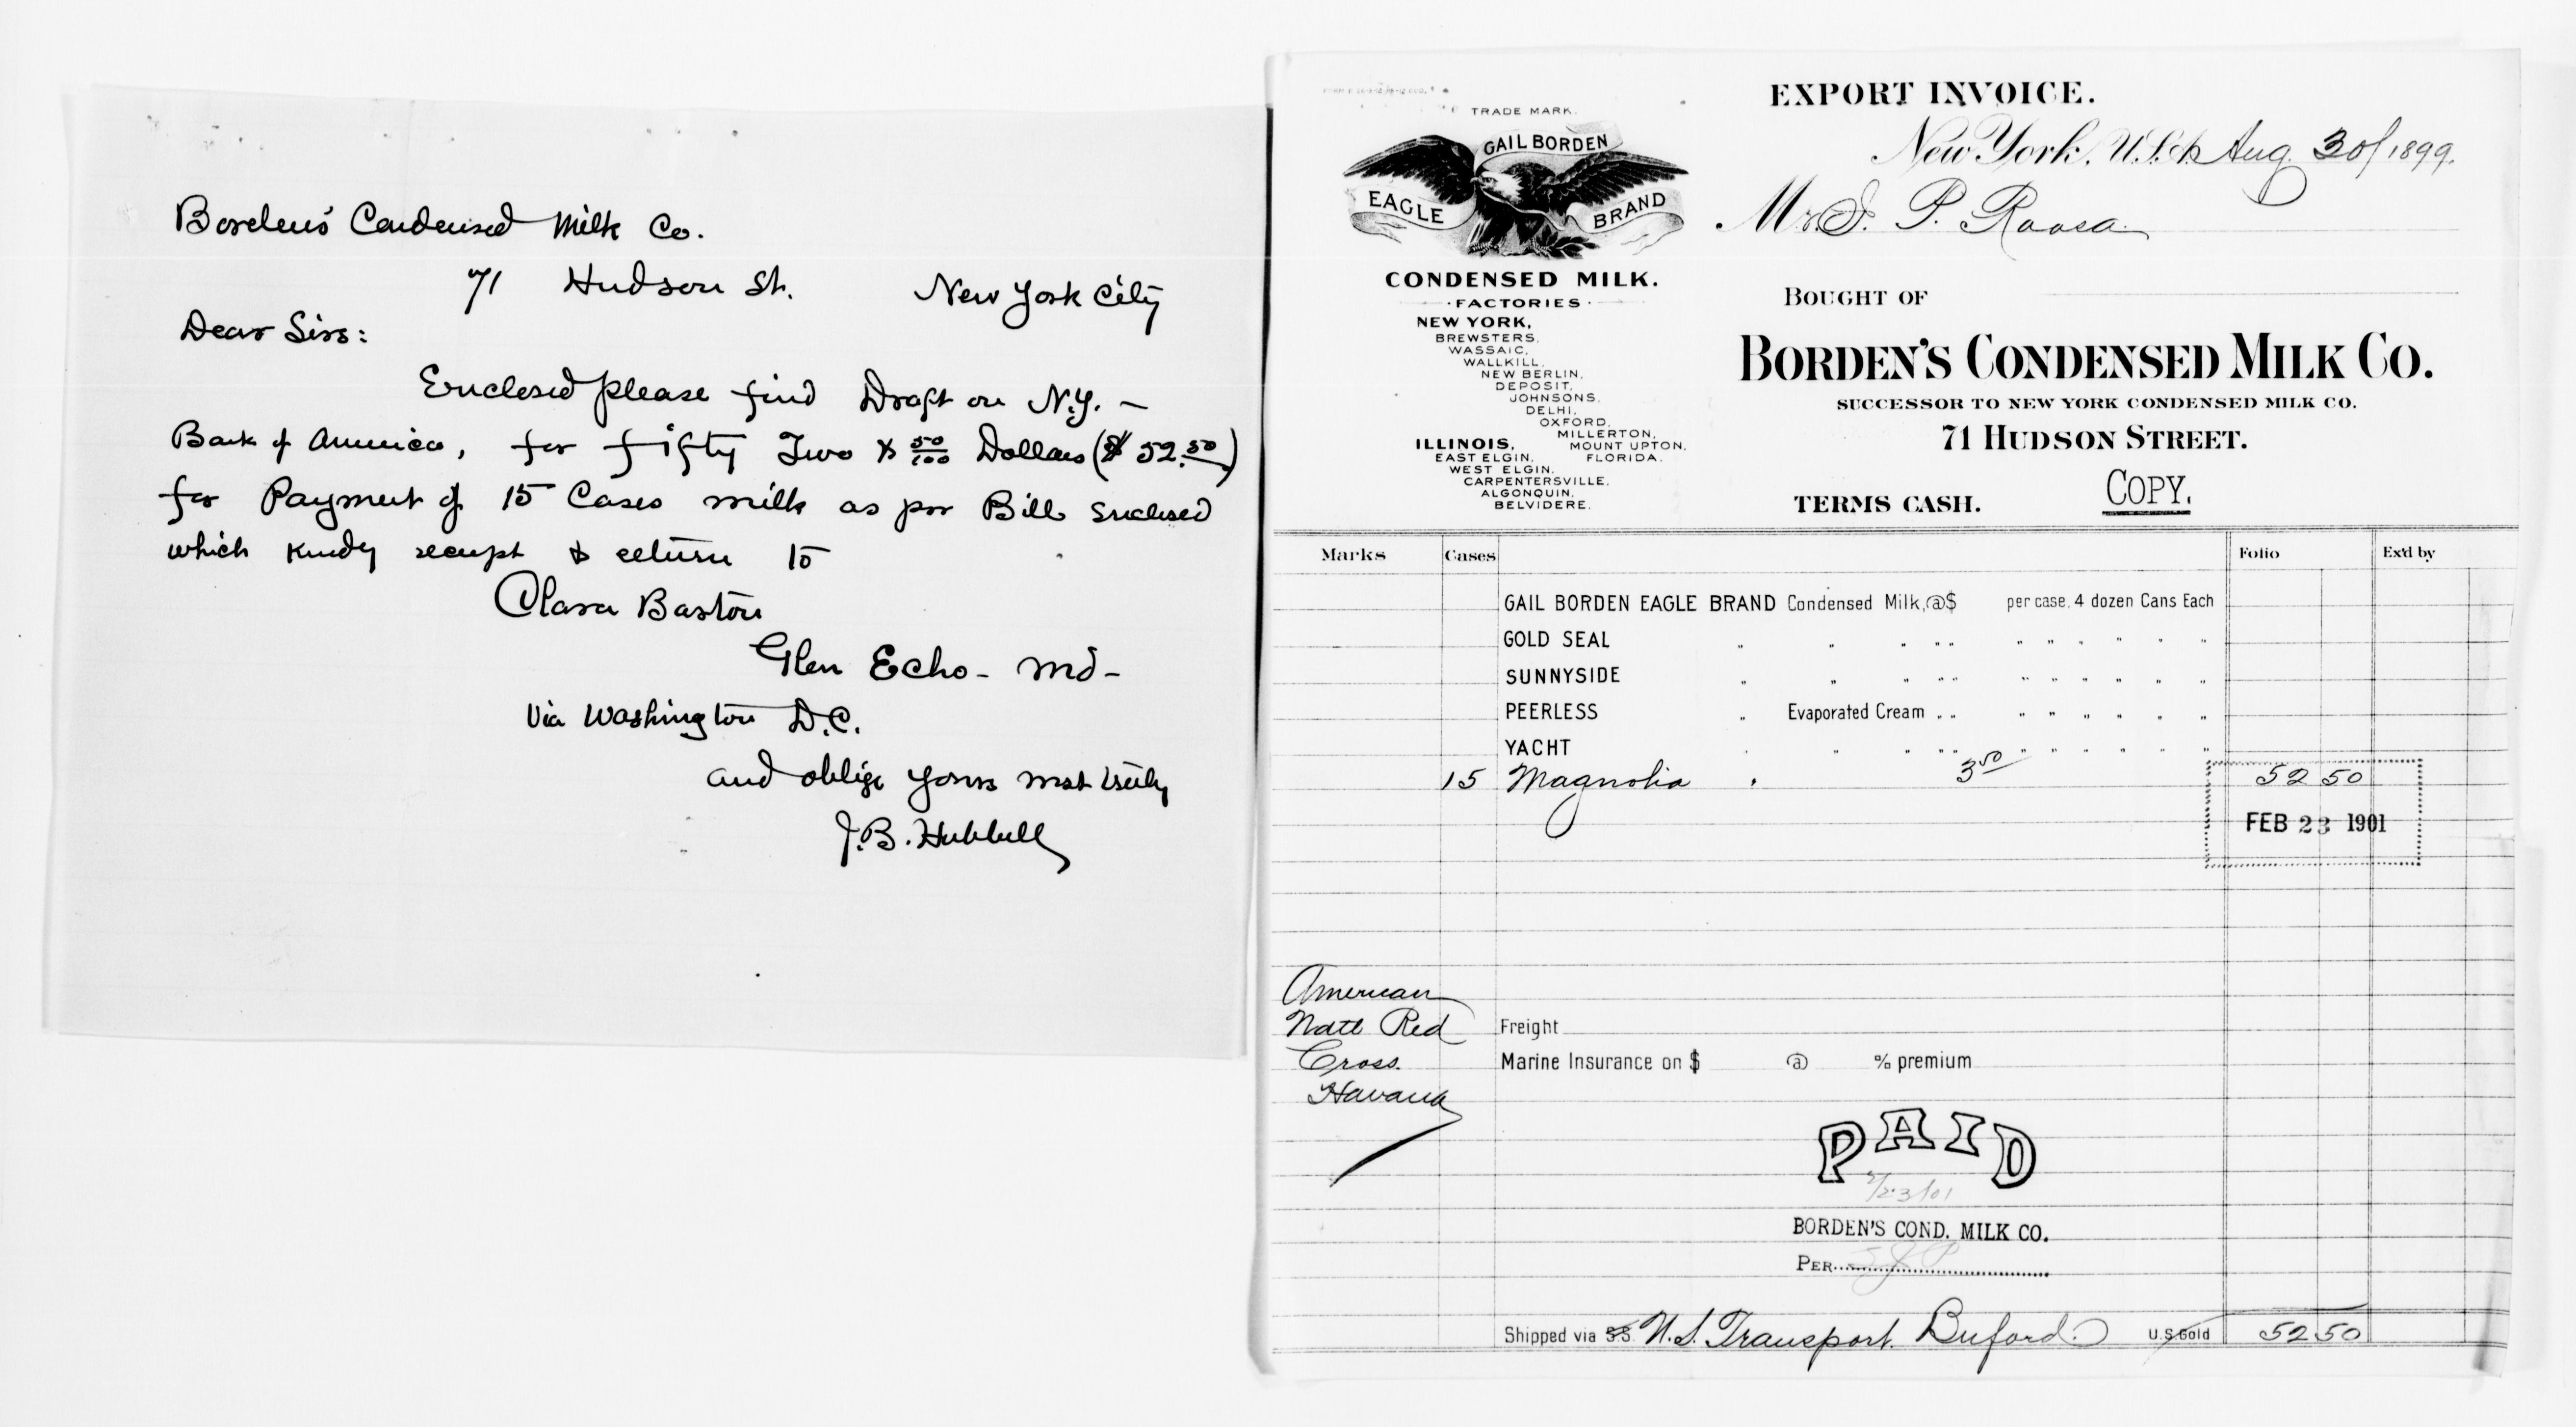 Borden's Condensed Milk Co.
71 Hudson St. New York City
Dear Sirs:
Enclosed please find Draft on N.Y. -
Bank of America, for fifty Two & 50/100 Dollars ($52.50)
for Payment of 15 Cases milk as per Bill enclosed
which kindly receipt & return to
Clara Barton
Glen Echo - Md -
Via Washington D.C.
and oblige yours most truly
J.B. Hubbell
EXPORT INVOICE.
New York, U.S.A. Aug. 30/1899.
TRADE MARK.
GAIL BORDEN
EAGLE BRAND
CONDENSED MILK.
· FACTORIES ·
NEW YORK,
BREWSTERS,
WASSAIC,
WALLKILL,
NEW BERLIN,
DEPOSIT,
JOHNSONS,
DELHI,
OXFORD,
MILLERTON,
MOUNT UPTON,
FLORIDA.
ILLINOIS,
EAST ELGIN,
WEST ELGIN,
CARPENTERSVILLE,
ALGONQUIN,
BELVIDERE.
Mr. P. Roosa
BOUGHT OF
BORDEN'S CONDENSED MILK CO.
SUCCESSOR TO NEW YORK CONDENSED MILK CO.
71 HUDSON STREET.
TERMS CASH. COPY.
Marks Cases Folio Ex'd by
GAIL BORDEN EAGLE BRAND Condensed Milk, @ $ per case, 4 dozen Cans Each
GOLD SEAL " " " " " " " " " " "
SUNNYSIDE " " " " " " " " " " "
PEERLESS " Evaporated Cream " " " " " " " "
YACHT " " " " " " " " " " "
15 Magnolia " 3 50 52 50
FEB 23 1901
American
Natl Red Freight
Cross. Marine Insurance on $ @ % premium
Havana
PAID
2/23/01
BORDEN'S COND. MILK CO.
PER
Shipped via S.S. U.S. Transport Buford. U.S. Gold 52 50